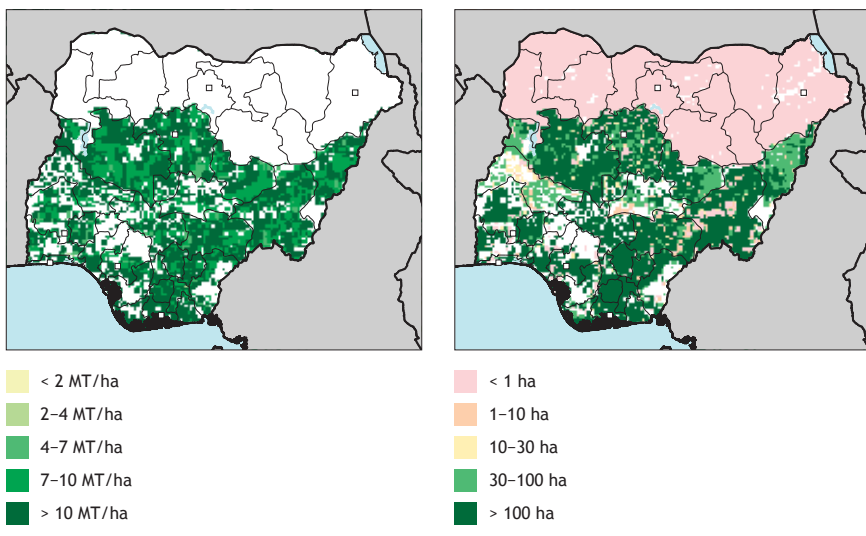 < 2 MT/ha
2–4 MT/ha
4–7 MT/ha
7–10 MT/ha
> 10 MT/ha
< 1 ha
1–10 ha
10–30 ha
30–100 ha
> 100 ha